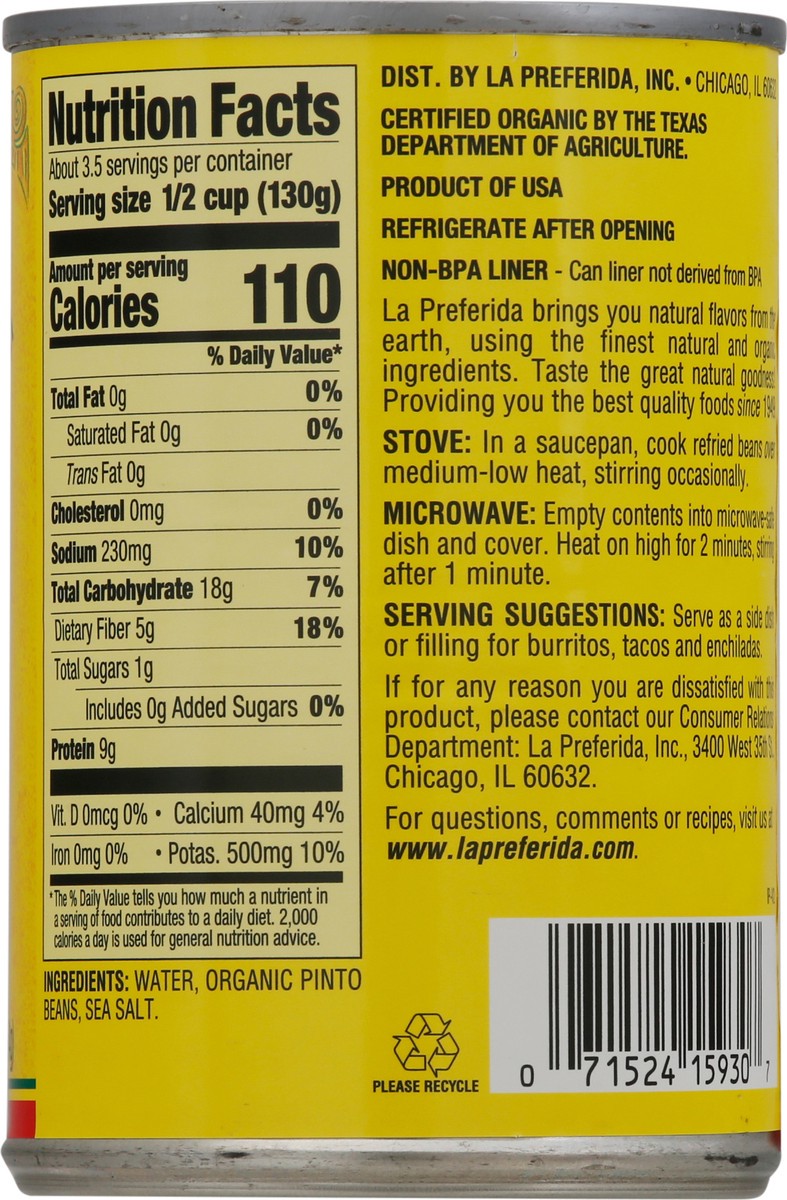 Nutrition Facts
About 3.5 servings per container
Serving size 1/2 cup (130g)
Amount per serving
Calories 110
% Daily Value*
Total Fat 0g 0%
Saturated Fat 0g 0%
Trans Fat 0g
Cholesterol 0mg 0%
Sodium 230mg 10%
Total Carbohydrate 18g 7%
Dietary Fiber 5g 18%
Total Sugars 1g
Includes 0g Added Sugars 0%
Protein 9g
Vit. D 0mcg 0% • Calcium 40mg 4%
Iron 0mg 0% • Potas. 500mg 10%
*The % Daily Value tells you how much a nutrient in
a serving of food contributes to a daily diet. 2,000
calories a day is used for general nutrition advice.
INGREDIENTS: WATER, ORGANIC PINTO
BEANS, SEA SALT.
DIST. BY LA PREFERIDA, INC. • CHICAGO, IL 60632
CERTIFIED ORGANIC BY THE TEXAS
DEPARTMENT OF AGRICULTURE.
PRODUCT OF USA
REFRIGERATE AFTER OPENING
NON-BPA LINER - Can liner not derived from BPA
La Preferida brings you natural flavors from
earth, using the finest natural and
ingredients. Taste the great natural goodness.
Providing you the best quality foods since
STOVE: In a saucepan, cook refried beans over
medium-low heat, stirring occasionally.
MICROWAVE: Empty contents into microwave-safe
dish and cover. Heat on high for 2 minutes, stirring
after 1 minute.
SERVING SUGGESTIONS: Serve as a side
or filling for burritos, tacos and enchiladas.
If for any reason you are dissatisfied with
product, please contact our Consumer
Department: La Preferida, Inc., 3400 West 35th St.
Chicago, IL 60632.
For questions, comments or recipes, visit us at
www.lapreferida.com.
PLEASE RECYCLE
0 71524 15930 7